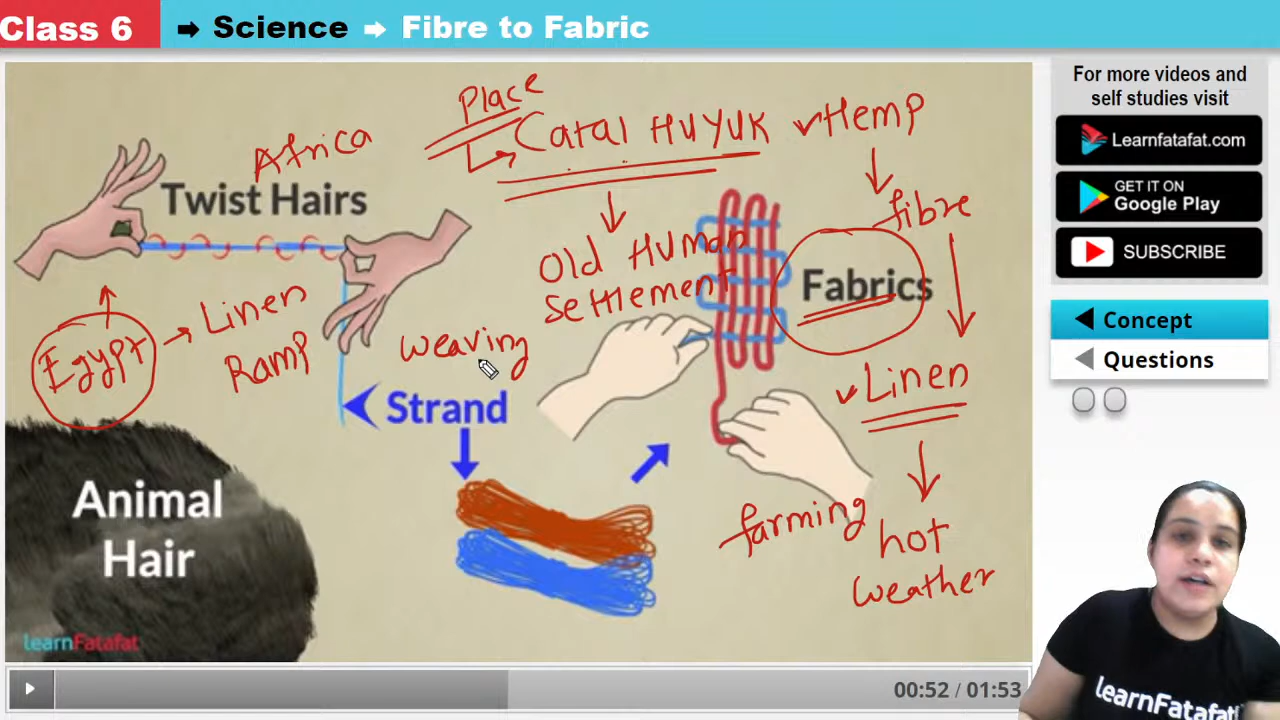 Class 6
➡ Science ➡ Fibre to Fabric
For more videos and
self studies visit
Learnfatafat.com
GET IT ON
Google Play
SUBSCRIBE
Concept
Questions
Place
Catal HUYUK
Hemp
fibre
Africa
Twist Hairs
Old Human
Settlement
Fabrics
Egypt → Linen
Ramp
weaving
Linen
Strand
Animal
Hair
farming
hot
weather
learnFatafat
00:52 / 01:53
learnFatafat